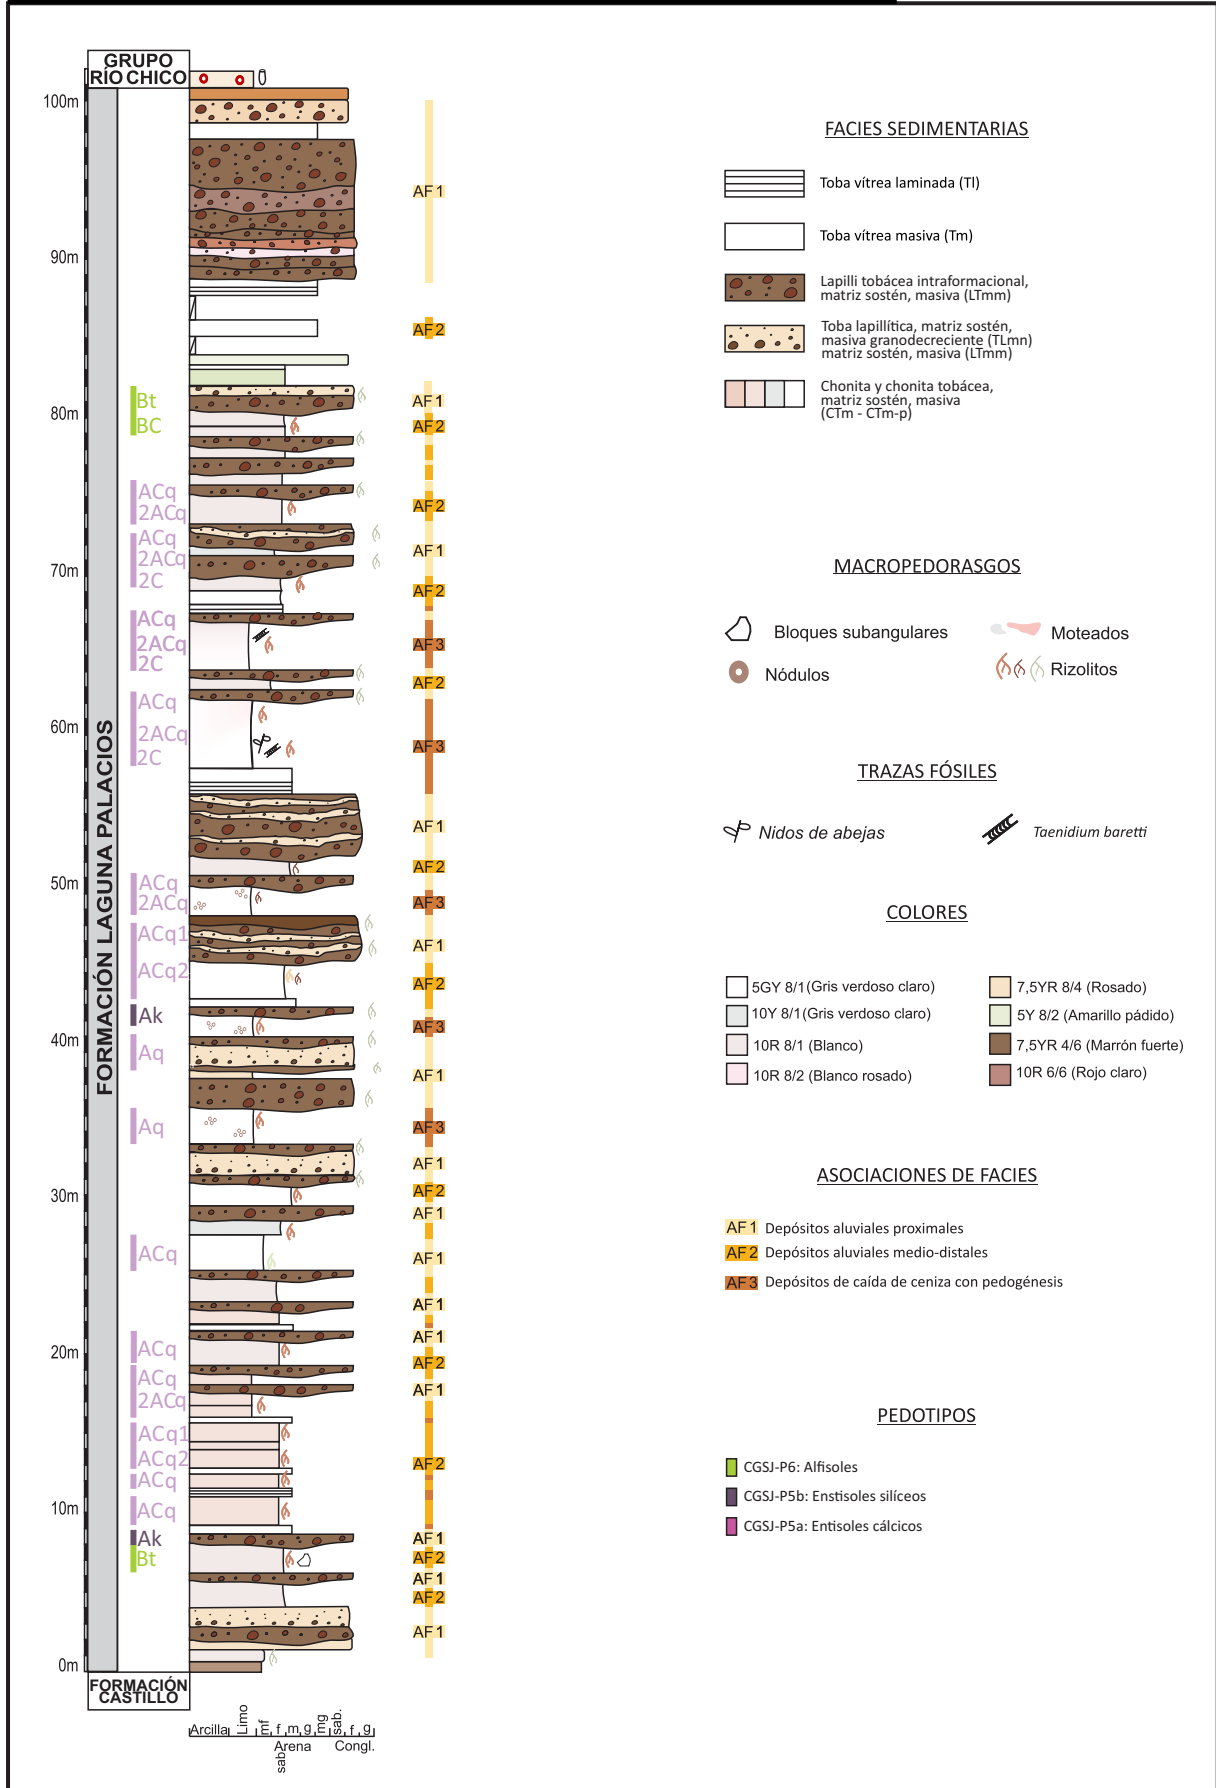 GRUPO
RÍO CHICO
100m
90m
80m
70m
60m
50m
40m
30m
20m
10m
0m
FORMACIÓN LAGUNA PALACIOS
FORMACIÓN
CASTILLO
Bt
BC
ACq
2ACq
ACq
2ACq
2C
ACq
2ACq
2C
ACq
2ACq
2C
ACq
2ACq
ACq1
ACq2
Ak
Aq
Aq
ACq
ACq
ACq
2ACq
ACq1
ACq2
ACq
ACq
Ak
Bt
AF1
AF2
AF1
AF2
AF2
AF1
AF2
AF3
AF2
AF3
AF1
AF2
AF3
AF1
AF2
AF3
AF1
AF3
AF1
AF2
AF1
AF1
AF1
AF1
AF2
AF1
AF2
AF1
AF2
AF1
AF2
AF1
Arcilla
Limo
mf
f
m
g
mg
sab.
f
g
sab
Arena
Congl.
FACIES SEDIMENTARIAS
Toba vítrea laminada (Tl)
Toba vítrea masiva (Tm)
Lapilli tobácea intraformacional,
matriz sostén, masiva (LTmm)
Toba lapillítica, matriz sostén,
masiva granodecreciente (TLmn)
matriz sostén, masiva (LTmm)
Chonita y chonita tobácea,
matriz sostén, masiva
(CTm - CTm-p)
MACROPEDORASGOS
Bloques subangulares
Moteados
Nódulos
Rizolitos
TRAZAS FÓSILES
Nidos de abejas
Taenidium baretti
COLORES
5GY 8/1(Gris verdoso claro)
7,5YR 8/4 (Rosado)
10Y 8/1(Gris verdoso claro)
5Y 8/2 (Amarillo pádido)
10R 8/1 (Blanco)
7,5YR 4/6 (Marrón fuerte)
10R 8/2 (Blanco rosado)
10R 6/6 (Rojo claro)
ASOCIACIONES DE FACIES
AF1 Depósitos aluviales proximales
AF2 Depósitos aluviales medio-distales
AF3 Depósitos de caída de ceniza con pedogénesis
PEDOTIPOS
CGSJ-P6: Alfisoles
CGSJ-P5b: Enstisoles silíceos
CGSJ-P5a: Entisoles cálcicos